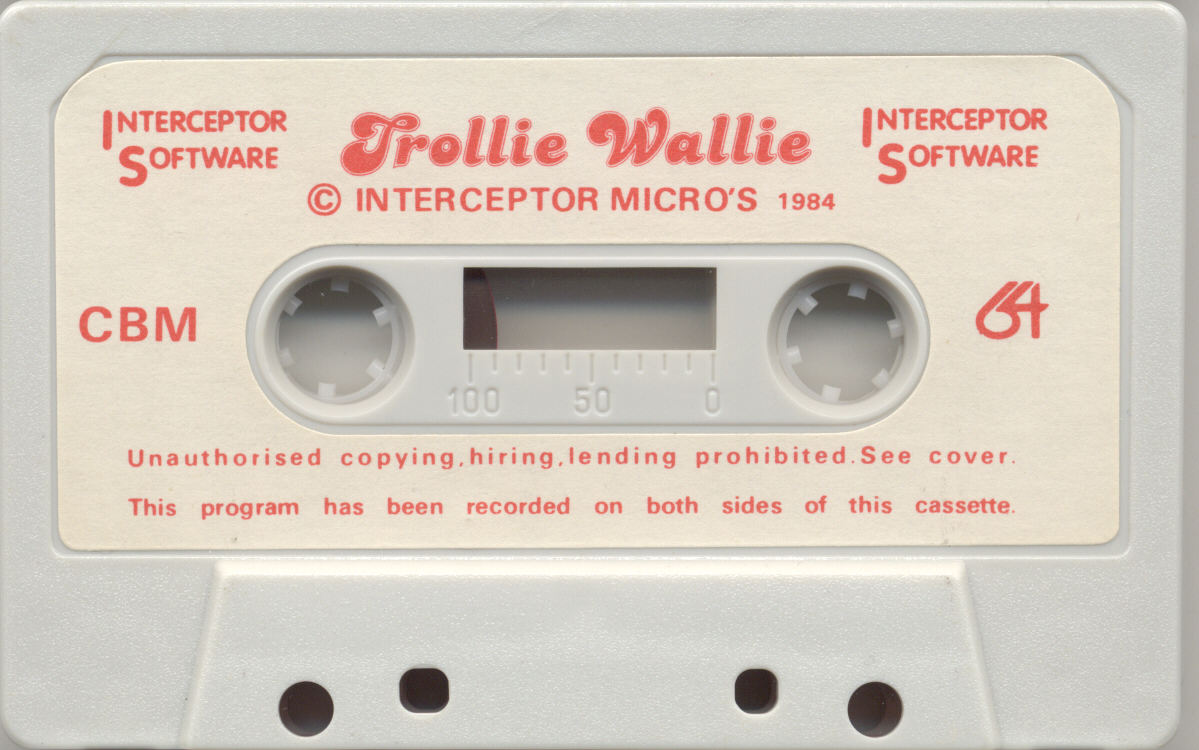 INTERCEPTOR SOFTWARE
Trollie Wallie
INTERCEPTOR SOFTWARE
© INTERCEPTOR MICRO'S 1984
CBM
64
100 50 0
Unauthorised copying,hiring,lending prohibited.See cover.
This program has been recorded on both sides of this cassette.